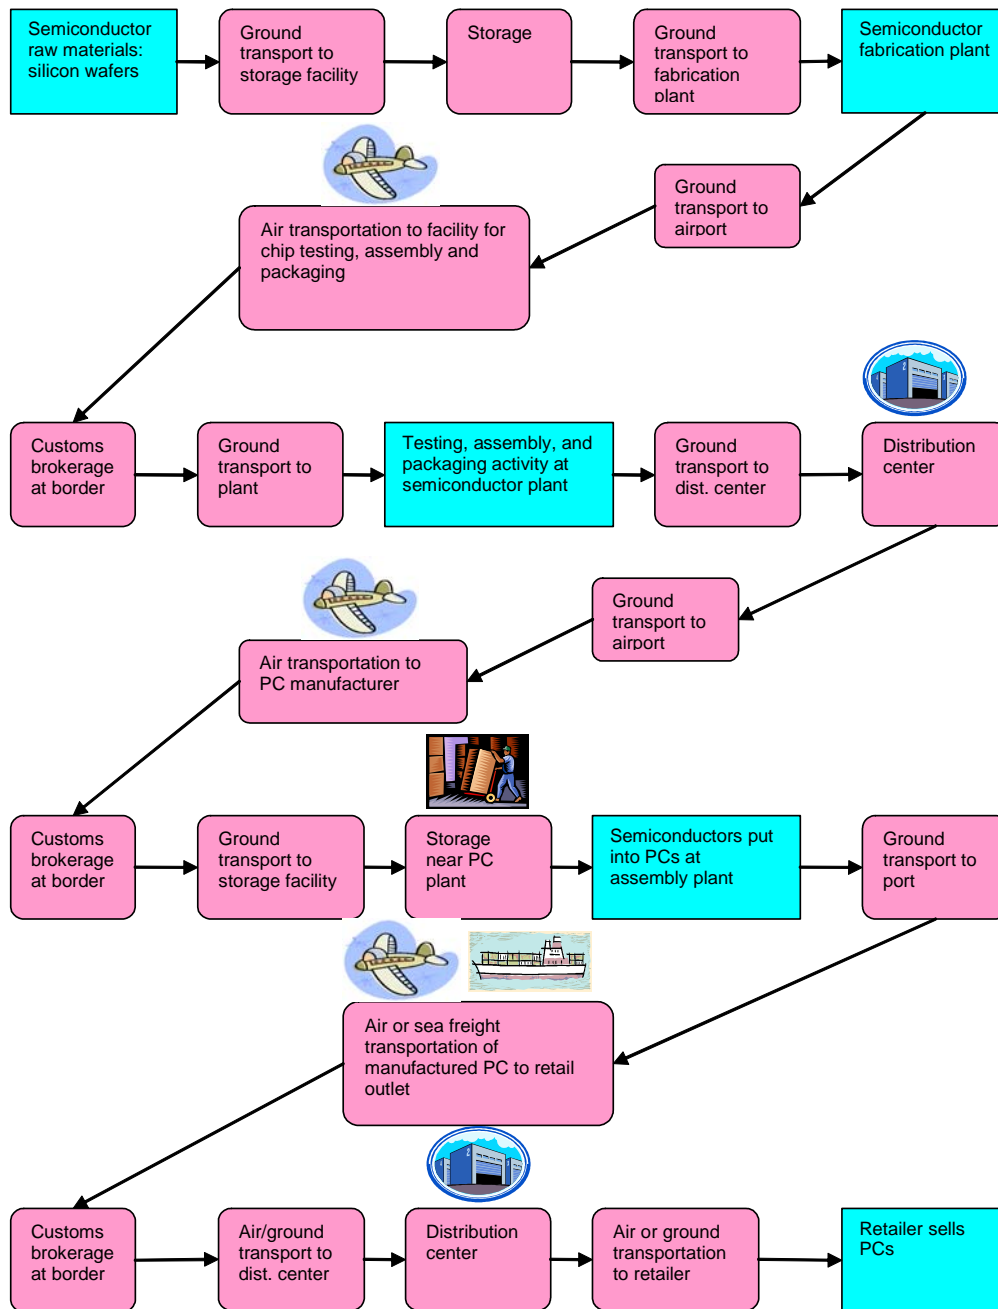 Semiconductor
raw materials:
silicon wafers
Ground
transport to
storage facility
Storage
Ground
transport to
fabrication
plant
Semiconductor
fabrication plant
Ground
transport to
airport
Air transportation to facility for
chip testing, assembly and
packaging
Customs
brokerage
at border
Ground
transport to
plant
Testing, assembly, and
packaging activity at
semiconductor plant
Ground
transport to
dist. center
Distribution
center
Ground
transport to
airport
Air transportation to
PC manufacturer
Customs
brokerage
at border
Ground
transport to
storage facility
Storage
near PC
plant
Semiconductors put
into PCs at
assembly plant
Ground
transport to
port
Air or sea freight
transportation of
manufactured PC to retail
outlet
Customs
brokerage
at border
Air/ground
transport to
dist. center
Distribution
center
Air or ground
transportation
to retailer
Retailer sells
PCs